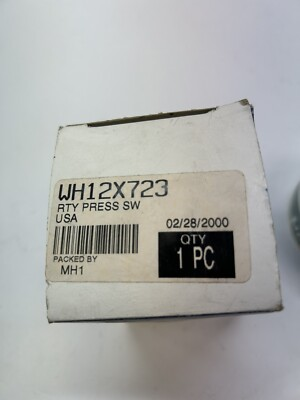 WH12X723
RTY PRESS SW
USA
02/28/2000
QTY
1 PC
PACKED BY
MH1